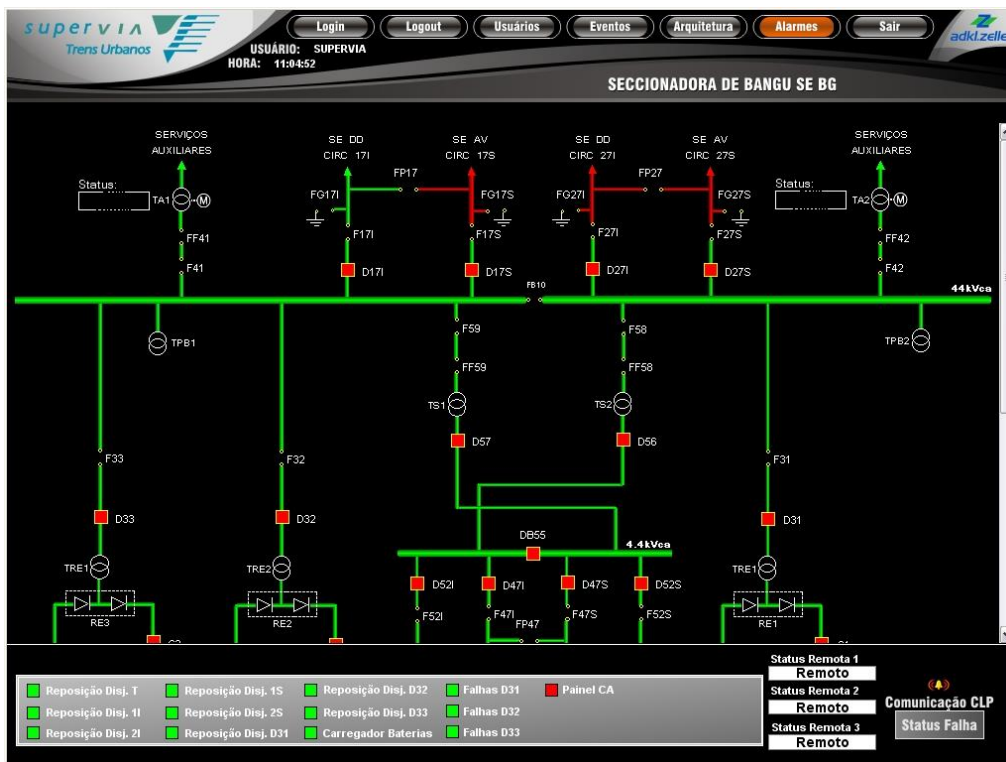 supervia
Trens Urbanos
Login
Logout
Usuários
Eventos
Arquitetura
Alarmes
Sair
adkl.zelle
USUÁRIO: SUPERVIA
HORA: 11:04:52
SECCIONADORA DE BANGU SE BG
SERVIÇOS
AUXILIARES
SE DD
CIRC 17I
SE AV
CIRC 17S
SE DD
CIRC 27I
SE AV
CIRC 27S
SERVIÇOS
AUXILIARES
FP17
FP27
Status:
TA1
M
FG17I
FG17S
FG27I
FG27S
Status:
TA2
M
FF41
F17I
F17S
F27I
F27S
FF42
F41
D17I
D17S
D27I
D27S
F42
FB10
44kVca
TPB1
F59
F58
TPB2
FF59
FF58
TS1
TS2
D57
D56
F33
F32
F31
D33
D32
D31
DB55
4.4kVca
TRE1
TRE2
D52I
D47I
D47S
D52S
TRE1
RE3
RE2
F52I
F47I
FP47
F47S
F52S
RE1
Reposição Disj. T
Reposição Disj. 1S
Reposição Disj. D32
Falhas D31
Painel CA
Reposição Disj. 1I
Reposição Disj. 2S
Reposição Disj. D33
Falhas D32
Reposição Disj. 2I
Reposição Disj. D31
Carregador Baterias
Falhas D33
Status Remota 1
Remoto
Status Remota 2
Remoto
Status Remota 3
Remoto
Comunicação CLP
Status Falha